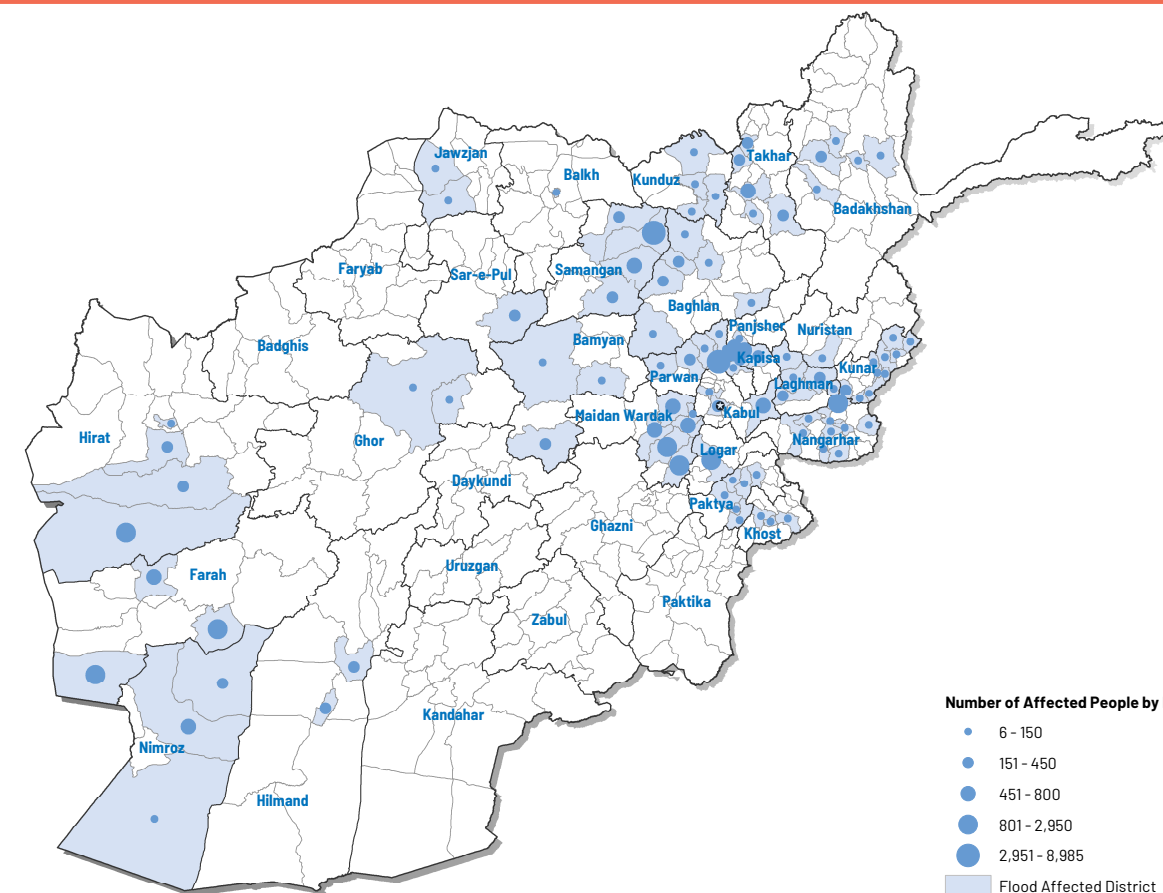 Jawzjan
Takhar
Balkh
Kunduz
Badakhshan
Faryab
Sar-e-Pul
Samangan
Baghlan
Panjsher
Nuristan
Badghis
Bamyan
Kapisa
Kunar
Parwan
Laghman
Maidan Wardak
Kabul
Hirat
Ghor
Nangarhar
Logar
Daykundi
Paktya
Ghazni
Khost
Uruzgan
Farah
Paktika
Zabul
Kandahar
Nimroz
Hilmand
Number of Affected People by
6 - 150
151 - 450
451 - 800
801 - 2,950
2,951 - 8,985
Flood Affected District